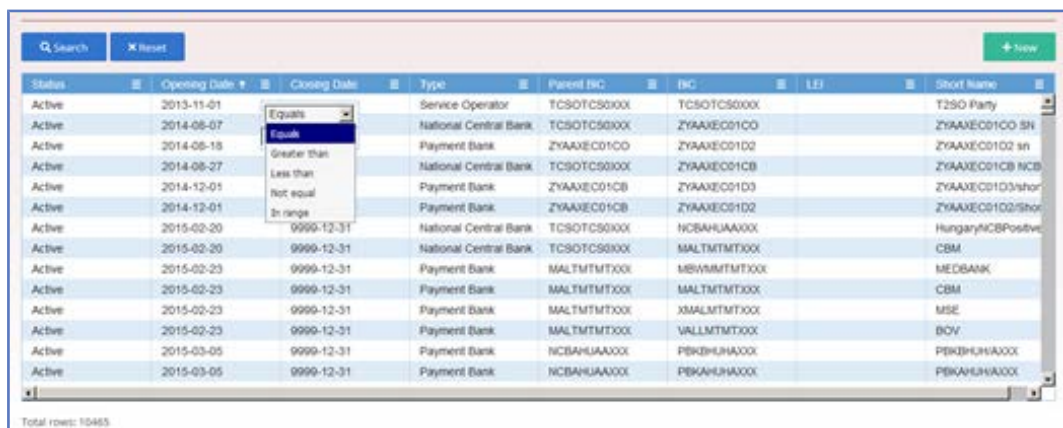 Search Reset New
Status Opening Date Closing Date Type Parent BIC BIC LEI Short Name
Active 2013-11-01 Service Operator TCSOTCS0XXX TCSOTCS0XXX T2SO Party
Equals
Active 2014-08-07 National Central Bank TCSOTCS0XXX ZYAAXEC01CO ZYAAXEC01CO SN
Equals
Active 2014-08-18 Payment Bank ZYAAXEC01CO ZYAAXEC01D2 ZYAAXEC01D2 sn
Greater than
Active 2014-08-27 National Central Bank TCSOTCS0XXX ZYAAXEC01CB ZYAAXEC01CB NCB
Less than
Active 2014-12-01 Payment Bank ZYAAXEC01CB ZYAAXEC01D3 ZYAAXEC01D3/shor
Not equal
Active 2014-12-01 Payment Bank ZYAAXEC01CB ZYAAXEC01D2 ZYAAXEC01D2/Shor
In range
Active 2015-02-20 9999-12-31 National Central Bank TCSOTCS0XXX NCBAHUAAXXX HungaryNCBPositive
Active 2015-02-20 9999-12-31 National Central Bank TCSOTCS0XXX MALTMTMTXXX CBM
Active 2015-02-23 9999-12-31 Payment Bank MALTMTMTXXX MBWMMTMTXXX MEDBANK
Active 2015-02-23 9999-12-31 Payment Bank MALTMTMTXXX MALTMTMTXXX CBM
Active 2015-02-23 9999-12-31 Payment Bank MALTMTMTXXX XMALMTMTXXX MSE
Active 2015-02-23 9999-12-31 Payment Bank MALTMTMTXXX VALLMTMTXXX BOV
Active 2015-03-05 9999-12-31 Payment Bank NCBAHUAAXXX
Active 2015-03-05 9999-12-31 Payment Bank NCBAHUAAXXX
Total rows: 10465